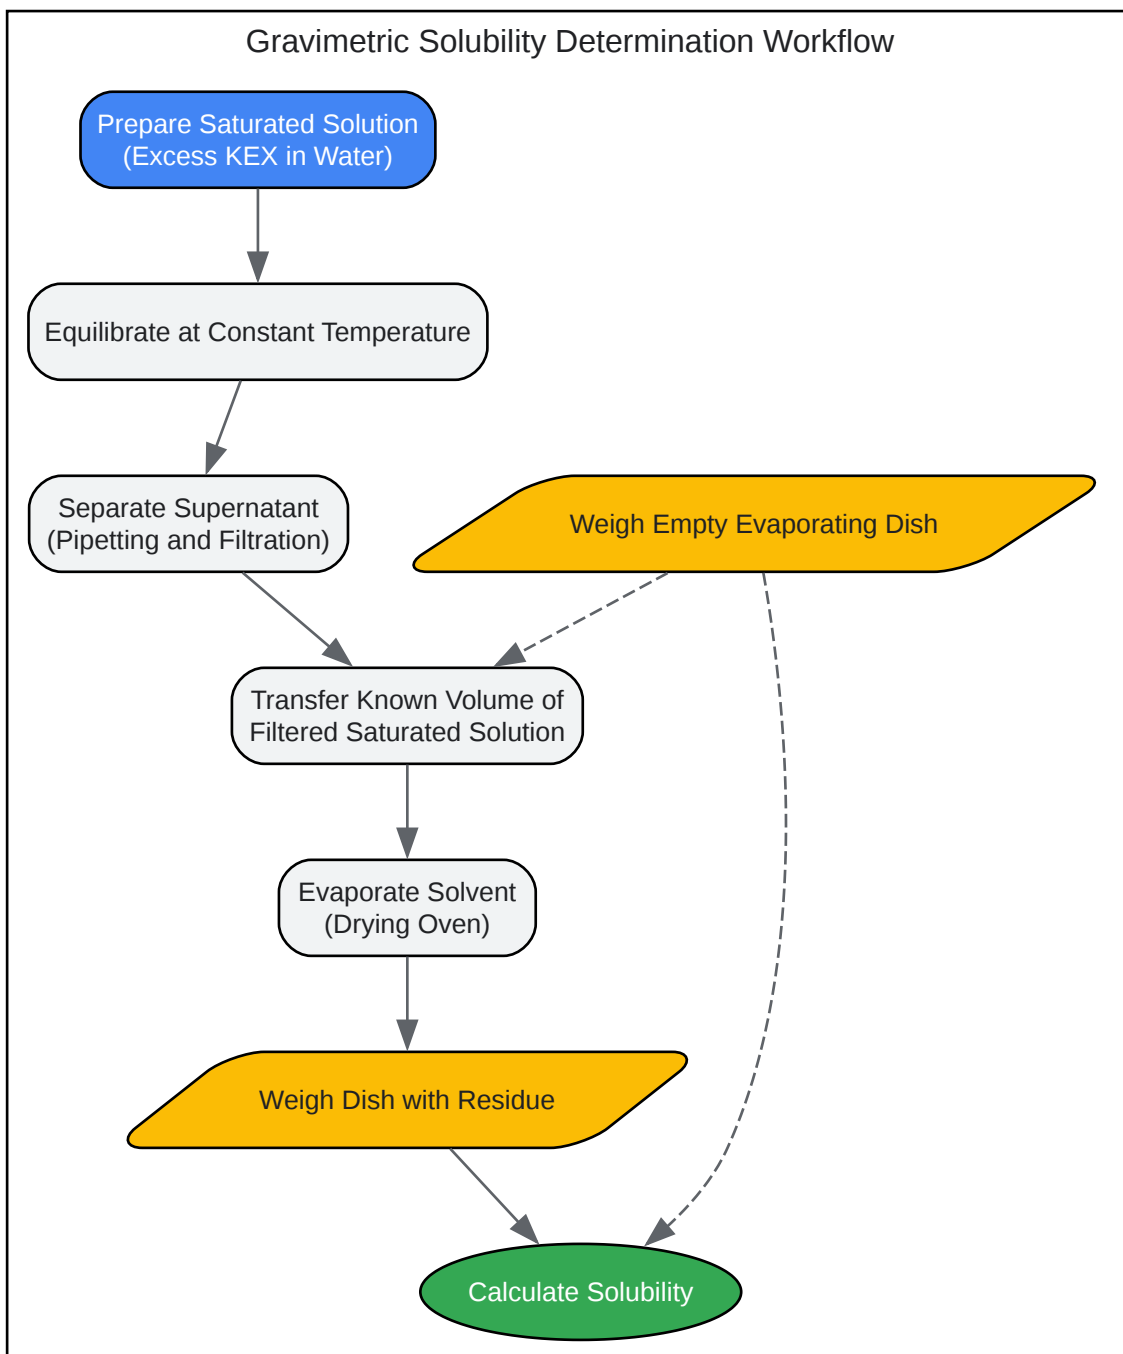 Gravimetric Solubility Determination Workflow
Prepare Saturated Solution
(Excess KEX in Water)
Equilibrate at Constant Temperature
Separate Supernatant
(Pipetting and Filtration)
Weigh Empty Evaporating Dish
Transfer Known Volume of
Filtered Saturated Solution
Evaporate Solvent
(Drying Oven)
Weigh Dish with Residue
Calculate Solubility